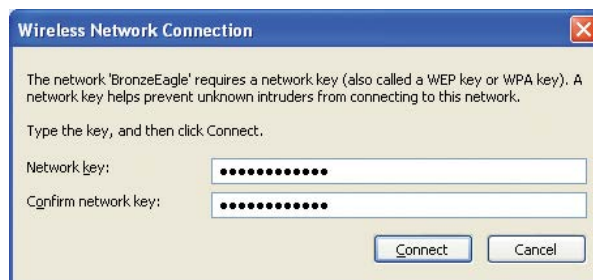 Wireless Network Connection
The network 'BronzeEagle' requires a network key (also called a WEP key or WPA key). A
network key helps prevent unknown intruders from connecting to this network.
Type the key, and then click Connect.
Network key: ●●●●●●●●●●●●
Confirm network key: ●●●●●●●●●●●●
Connect Cancel